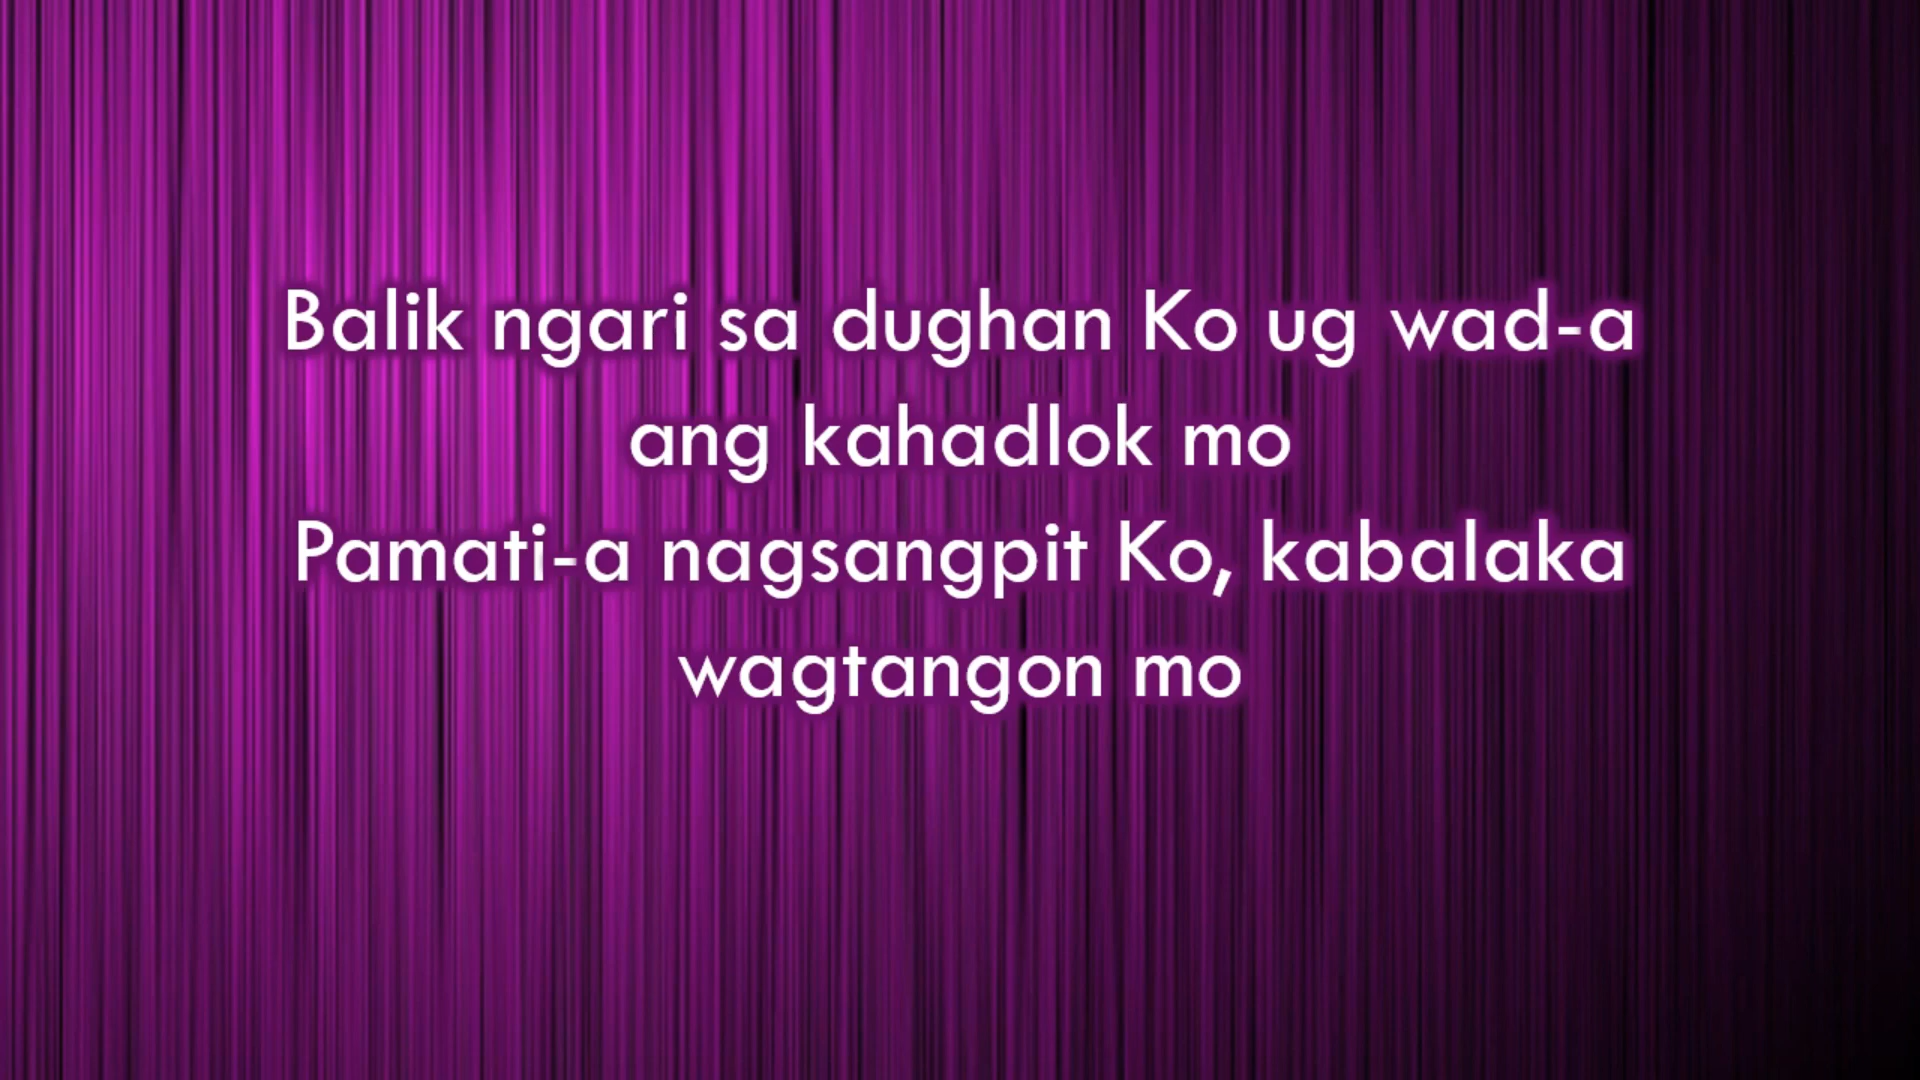 Balik ngari sa dughan Ko ug wad-a
ang kahadlok mo
Pamati-a nagsangpit Ko, kabalaka
wagtangon mo